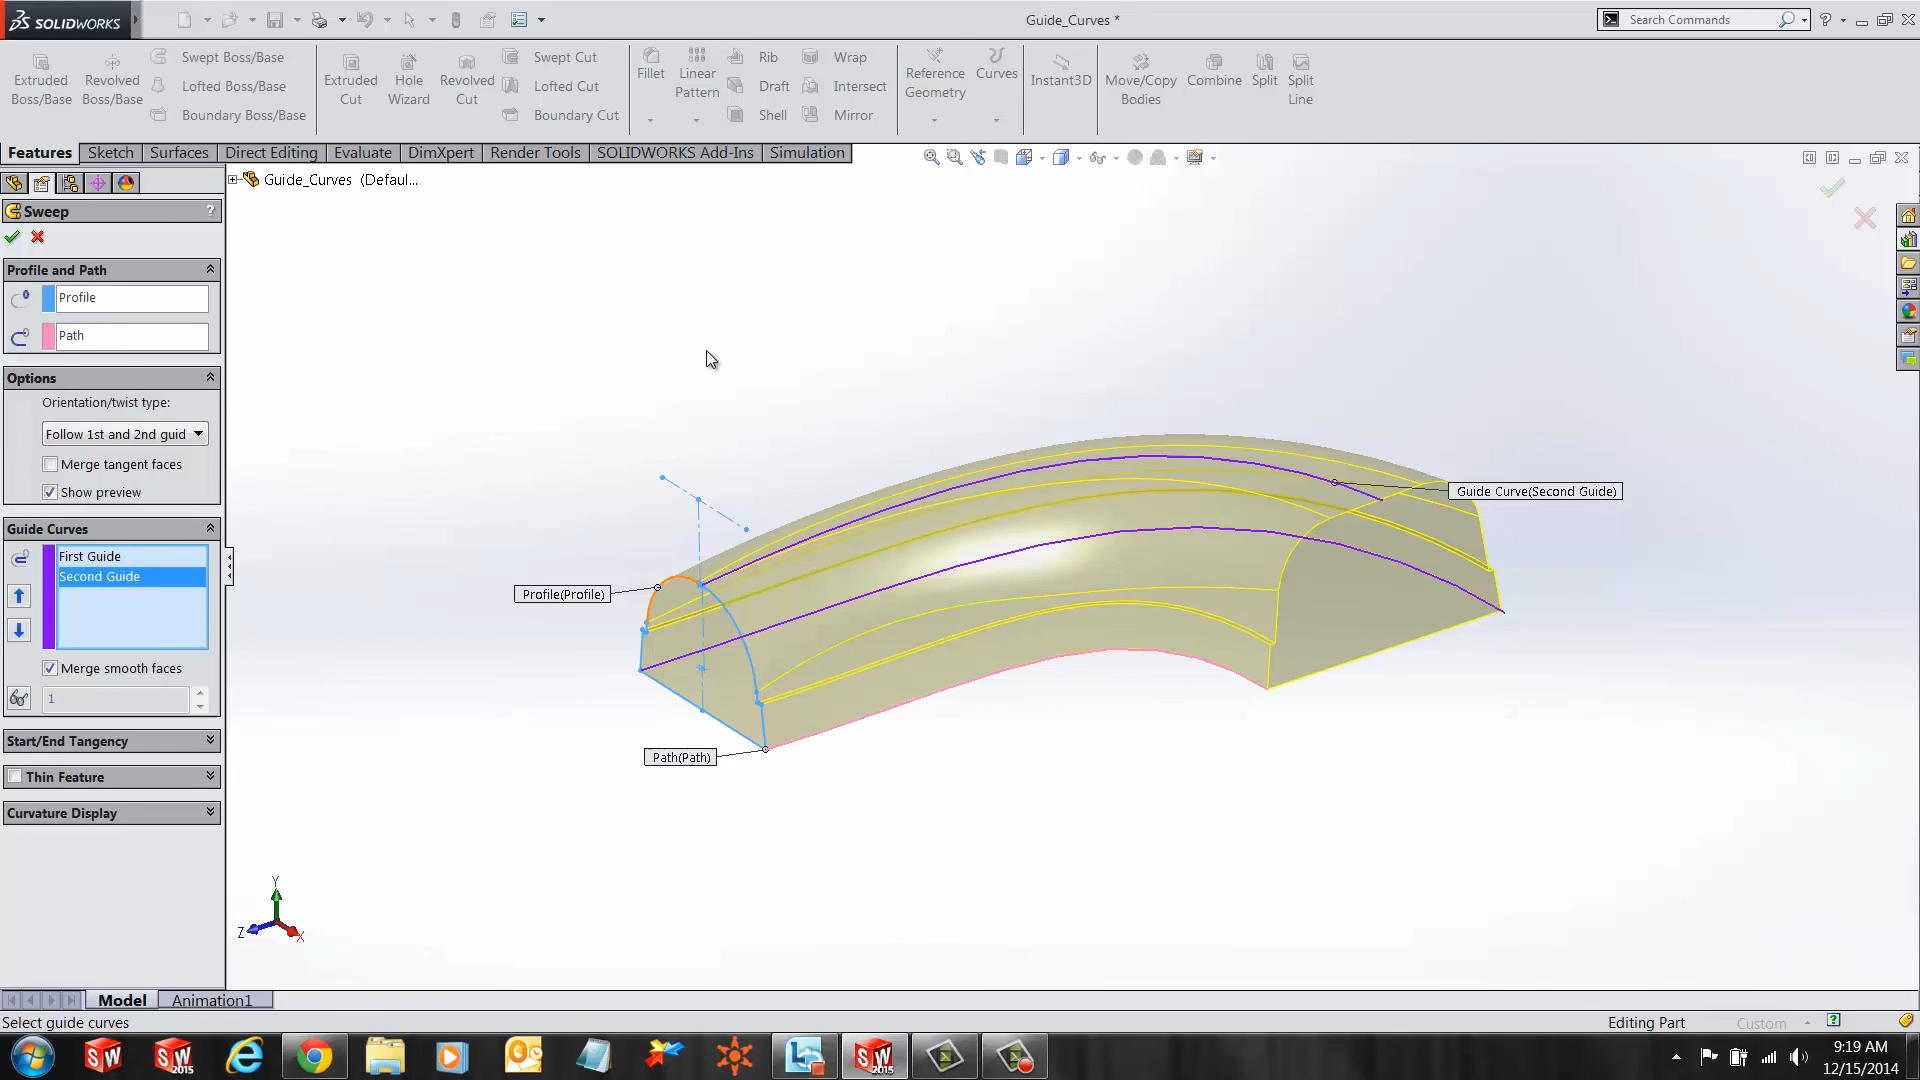 SOLIDWORKS
Guide_Curves *
Search Commands
Extruded Boss/Base
Revolved Boss/Base
Swept Boss/Base
Lofted Boss/Base
Boundary Boss/Base
Extruded Cut
Hole Wizard
Revolved Cut
Swept Cut
Lofted Cut
Boundary Cut
Fillet
Linear Pattern
Rib
Draft
Shell
Wrap
Intersect
Mirror
Reference Geometry
Curves
Instant3D
Move/Copy Bodies
Combine
Split
Split Line
Features
Sketch
Surfaces
Direct Editing
Evaluate
DimXpert
Render Tools
SOLIDWORKS Add-Ins
Simulation
Guide_Curves (Defaul...
Sweep
?
Profile and Path
Profile
Path
Options
Orientation/twist type:
Follow 1st and 2nd guid
Merge tangent faces
Show preview
Guide Curves
First Guide
Second Guide
Merge smooth faces
1
Start/End Tangency
Thin Feature
Curvature Display
Guide Curve(Second Guide)
Profile(Profile)
Path(Path)
Y
Z
X
Model
Animation1
Select guide curves
Editing Part
Custom
?
SW
SW 2015
SW 2015
9:19 AM
12/15/2014